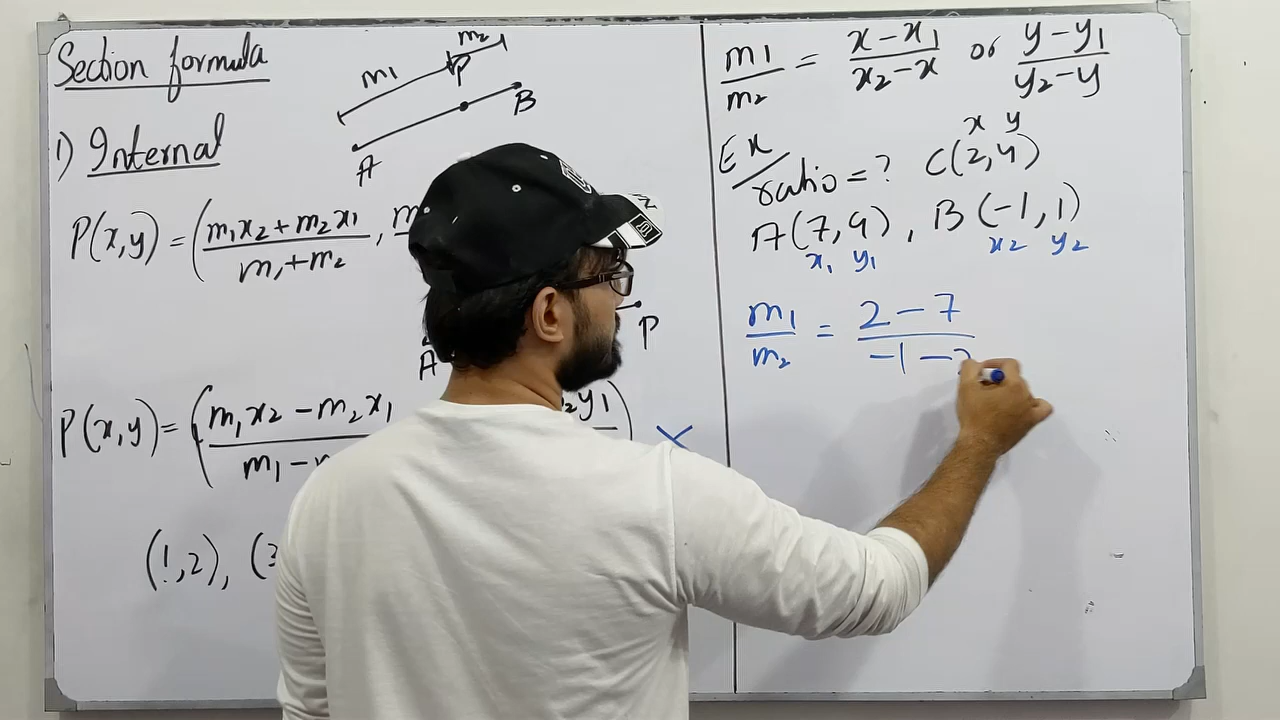 Section formula
m1 m2
P
A B
1) Internal
P(x,y) = (m1x2 + m2x1 / m1 + m2 , m
A P
P(x,y) = (m1x2 - m2x1 / m1 -
2y1)
(1,2), (3
m1/m2 = x - x1 / x2 - x or y - y1 / y2 - y
Ex
x y
ratio = ? C(2,4)
A(7,9), B(-1,1)
x1 y1 x2 y2
m1/m2 = 2 - 7 / -1 - 2